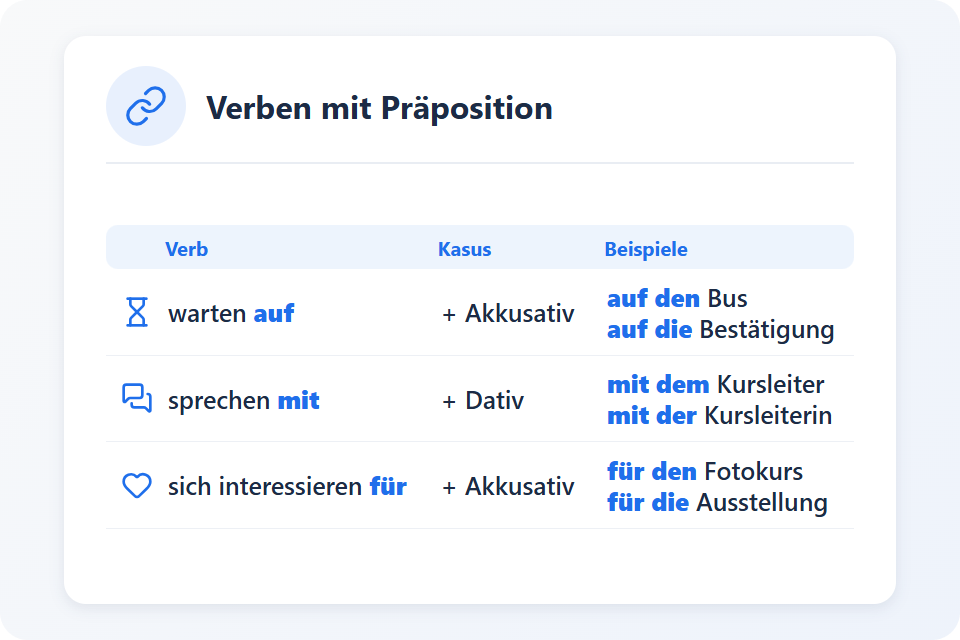 Verben mit Präposition
Verb Kasus Beispiele
warten auf + Akkusativ auf den Bus
auf die Bestätigung
sprechen mit + Dativ mit dem Kursleiter
mit der Kursleiterin
sich interessieren für + Akkusativ für den Fotokurs
für die Ausstellung